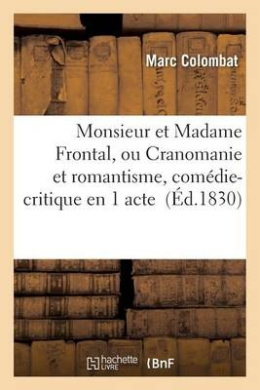 Marc Colombat
Monsieur et Madame
Frontal, ou Cranomanie
et romantisme, comédie-
critique en 1 acte (Éd.1830)
hachette
LIVRE
{BnF